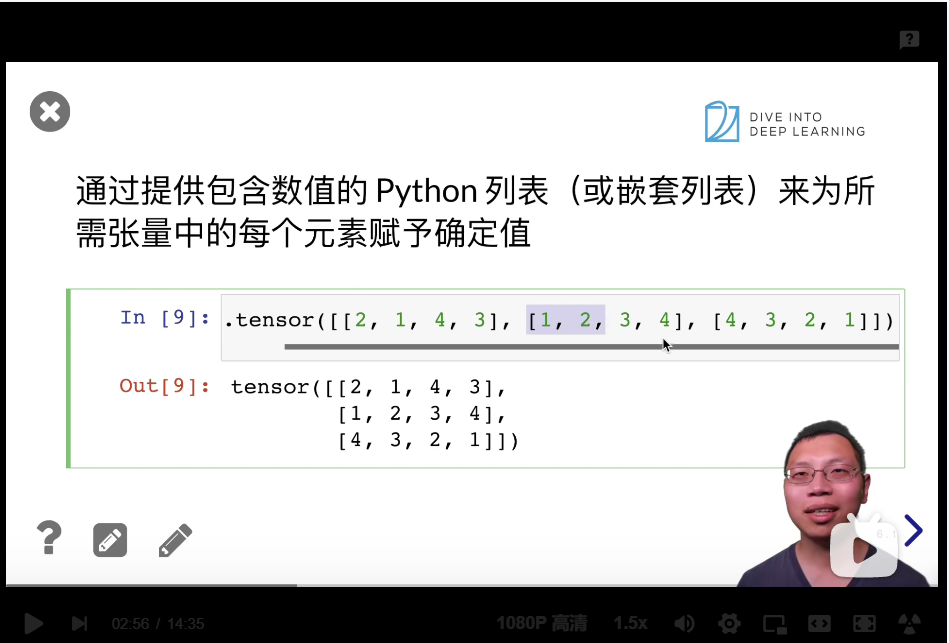 DIVE INTO
DEEP LEARNING
通过提供包含数值的 Python 列表（或嵌套列表）来为所
需张量中的每个元素赋予确定值
In [9]: .tensor([[2, 1, 4, 3], [1, 2, 3, 4], [4, 3, 2, 1]])
Out[9]: tensor([[2, 1, 4, 3],
[1, 2, 3, 4],
[4, 3, 2, 1]])
02:56 / 14:35 1080P 高清 1.5x